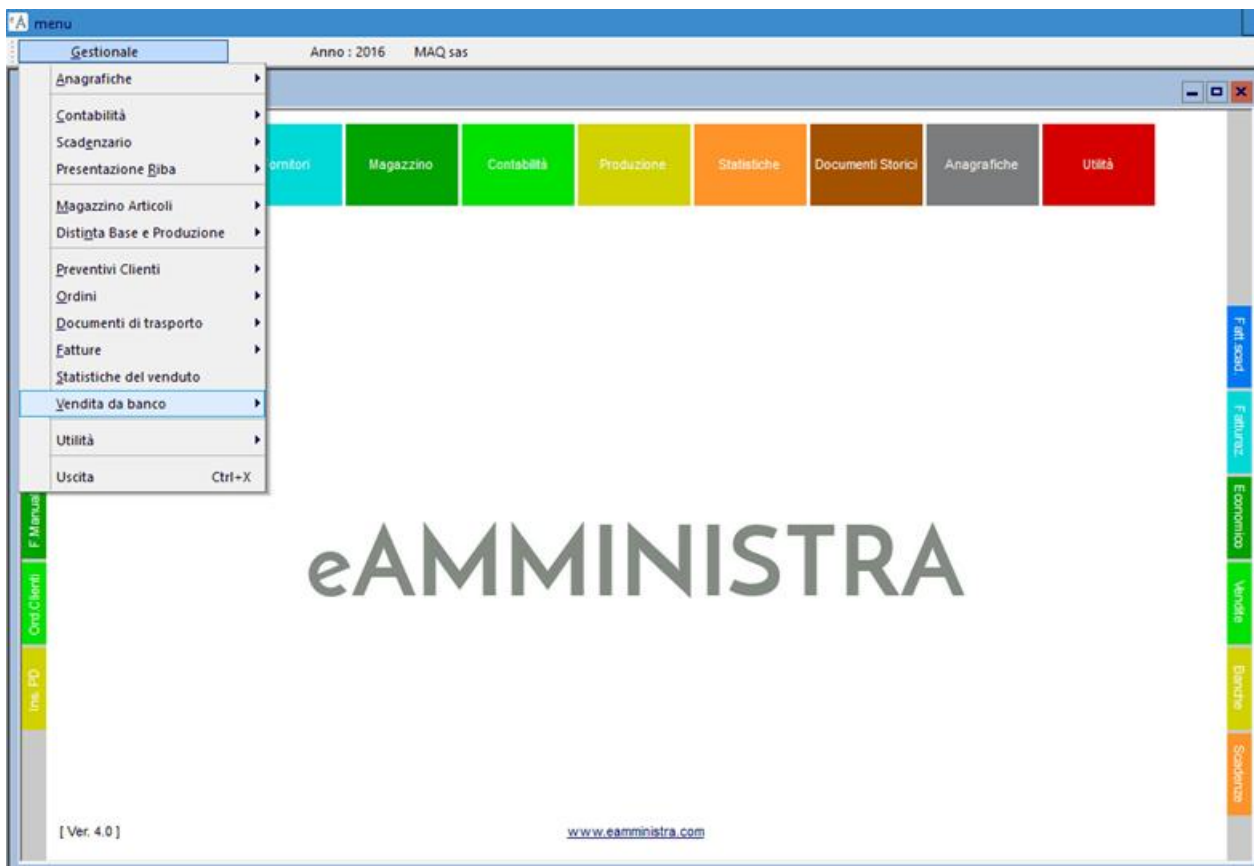 menu
Gestionale Anno : 2016 MAQ sas
Anagrafiche
Contabilità
Scadenzario
Presentazione Riba
Magazzino Articoli
Distinta Base e Produzione
Preventivi Clienti
Ordini
Documenti di trasporto
Fatture
Statistiche del venduto
Vendita da banco
Utilità
Uscita Ctrl+X
Magazzino Contabilità Produzione Statistiche Documenti Storici Anagrafiche Utilità
Ord.Clienti
Ins. PD
eAMMINISTRA
Fatt.scad.
Fatturaz.
Economico
Vendite
Banche
Scadenze
[ Ver. 4.0 ] www.eamministra.com